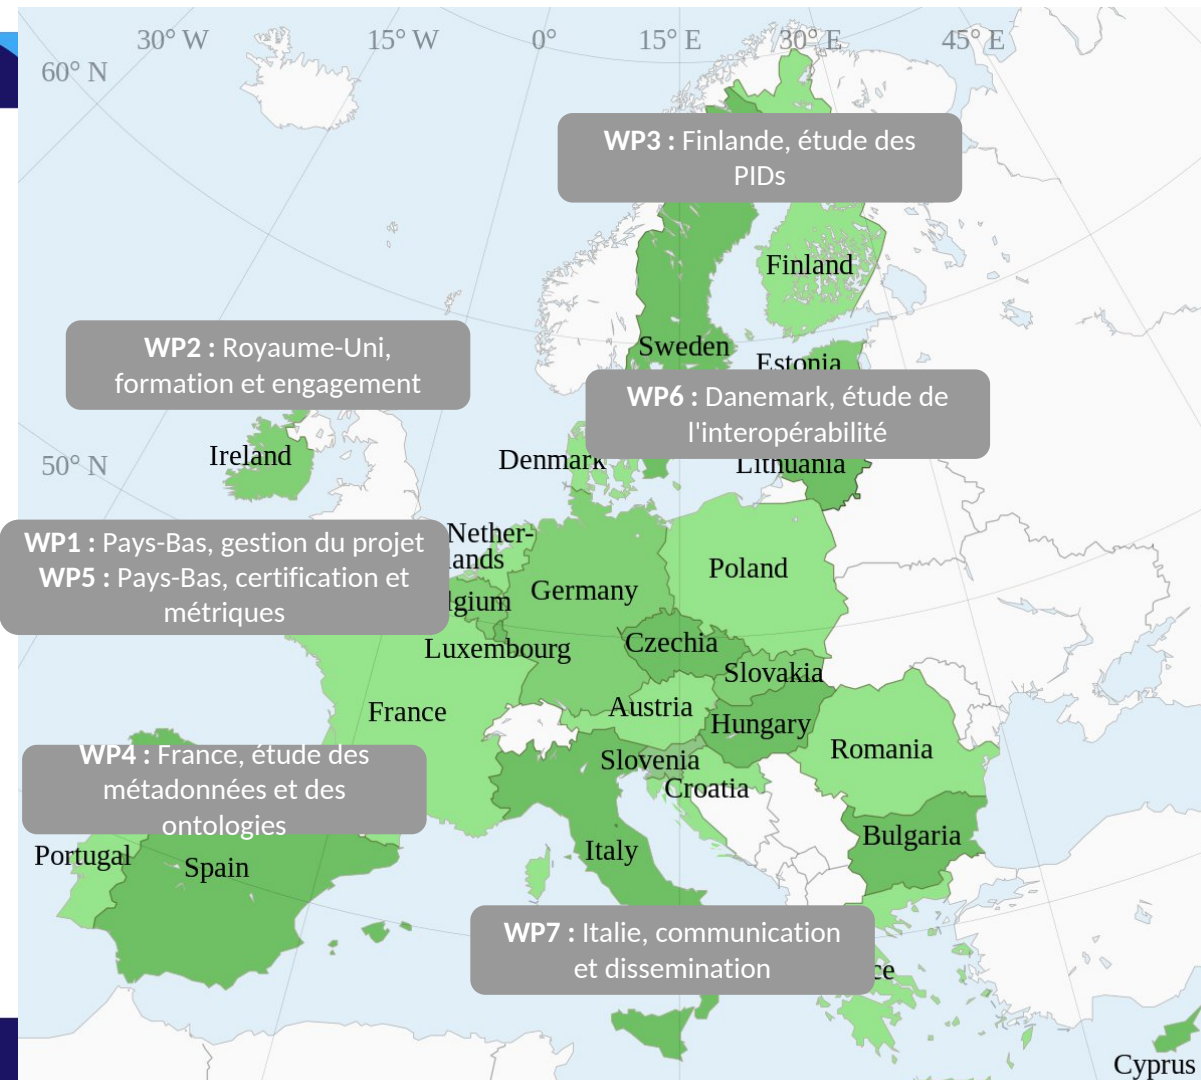 30° W
15° W
0°
15° E
30° E
45° E
60° N
WP3 : Finlande, étude des
PIDs
Finland
WP2 : Royaume-Uni,
formation et engagement
Sweden
Estonia
WP6 : Danemark, étude de
l'interopérabilité
Ireland
50° N
Denmark
Lithuania
WP1 : Pays-Bas, gestion du projet
WP5 : Pays-Bas, certification et
métriques
Nether-
lands
lgium
Germany
Poland
Luxembourg
Czechia
Slovakia
France
Austria
Hungary
Romania
WP4 : France, étude des
métadonnées et des
ontologies
Slovenia
Croatia
Bulgaria
Portugal
Spain
Italy
WP7 : Italie, communication
et dissemination
ce
Cyprus